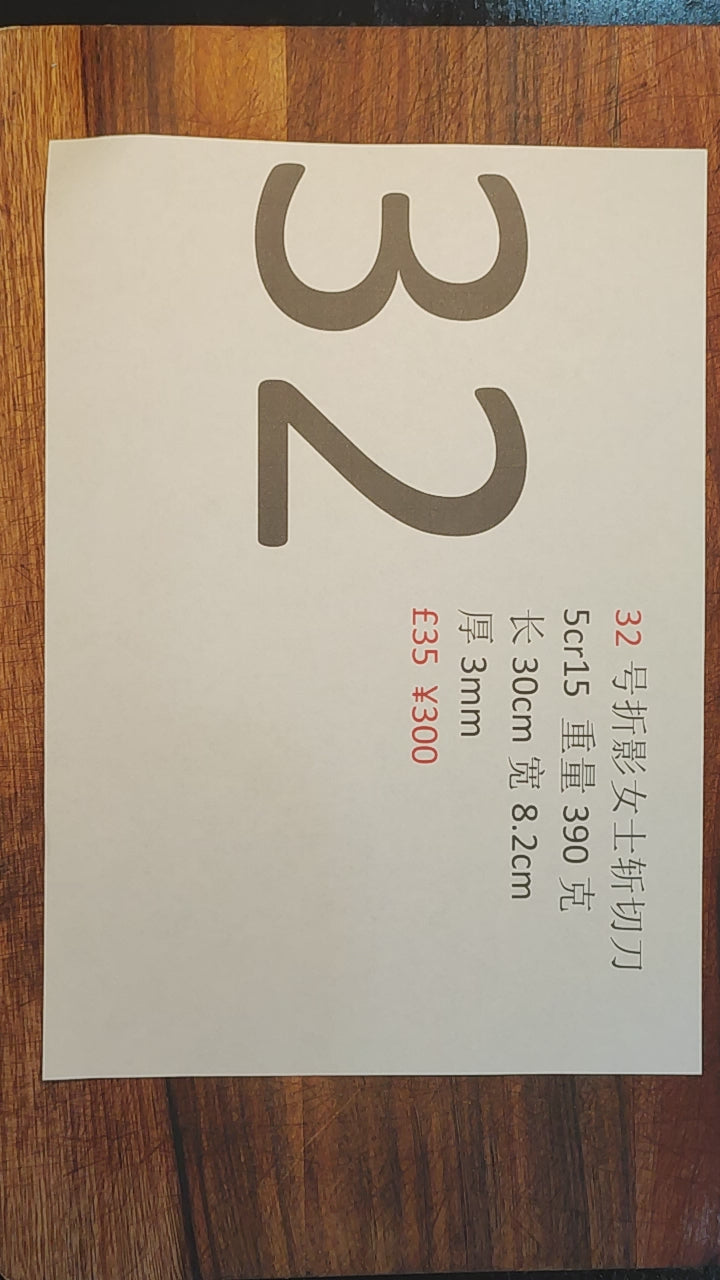 32
32 号折影女士斩切刀
5cr15 重量 390 克
长 30cm 宽 8.2cm
厚 3mm
£35 ¥300